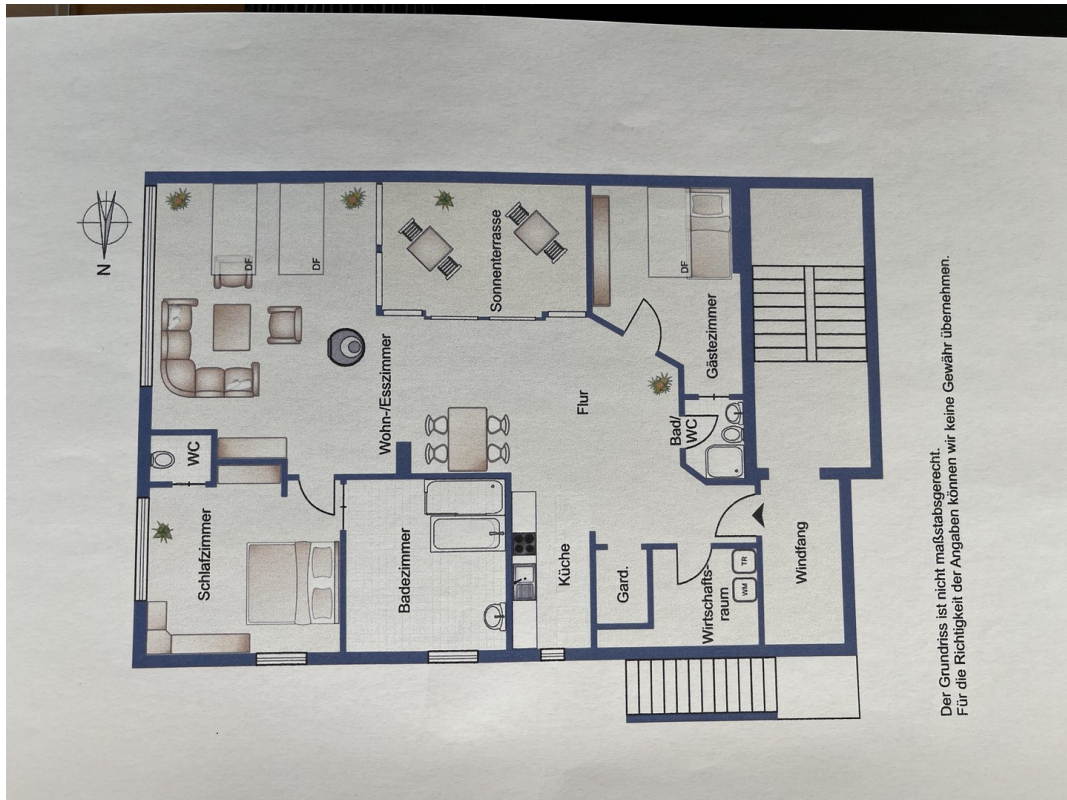 N
WC
Schlafzimmer
DF
DF
Wohn-/Esszimmer
Badezimmer
Sonnenterrasse
Küche
Flur
Gard.
Bad/
WC
DF
Gästezimmer
Wirtschafts-
raum
WM
TR
Windfang
Der Grundriss ist nicht maßstabsgerecht.
Für die Richtigkeit der Angaben können wir keine Gewähr übernehmen.